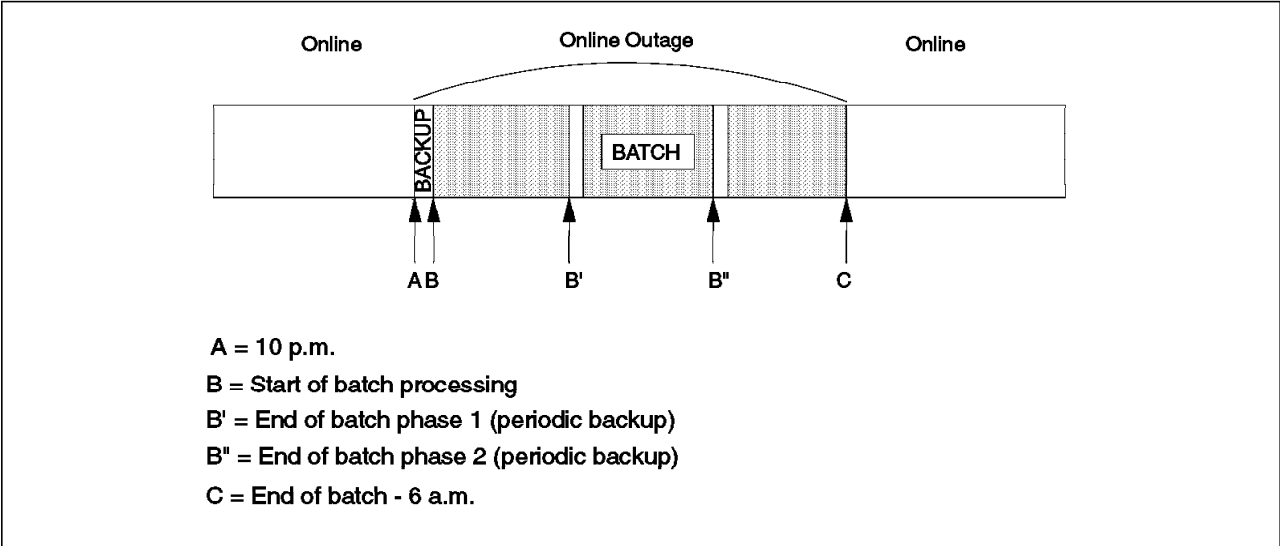 Online Online Outage Online
BACKUP
BATCH
A B B' B" C
A = 10 p.m.
B = Start of batch processing
B' = End of batch phase 1 (periodic backup)
B" = End of batch phase 2 (periodic backup)
C = End of batch - 6 a.m.